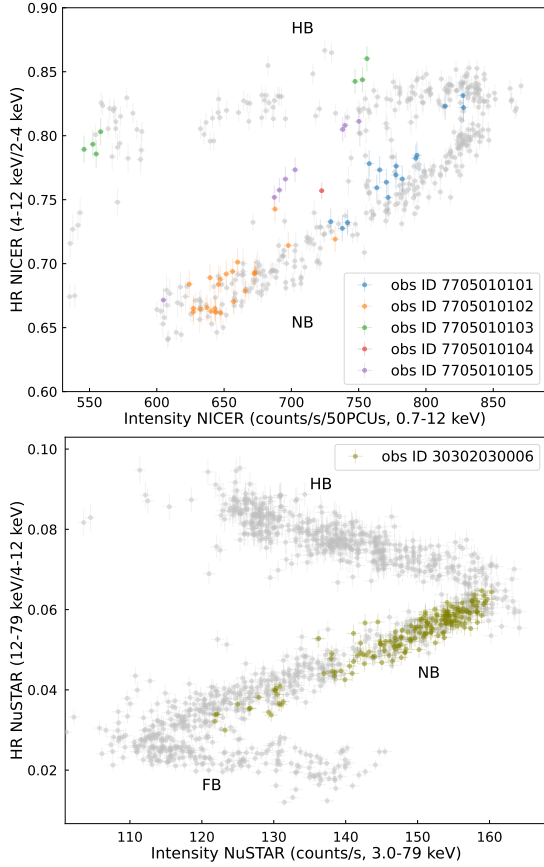 0.90
0.85
0.80
0.75
0.70
0.65
0.60
HR NICER (4-12 keV/2-4 keV)
HB
NB
obs ID 7705010101
obs ID 7705010102
obs ID 7705010103
obs ID 7705010104
obs ID 7705010105
550 600 650 700 750 800 850
Intensity NICER (counts/s/50PCUs, 0.7-12 keV)
0.10
0.08
0.06
0.04
0.02
HR NuSTAR (12-79 keV/4-12 keV)
obs ID 30302030006
HB
NB
FB
110 120 130 140 150 160
Intensity NuSTAR (counts/s, 3.0-79 keV)